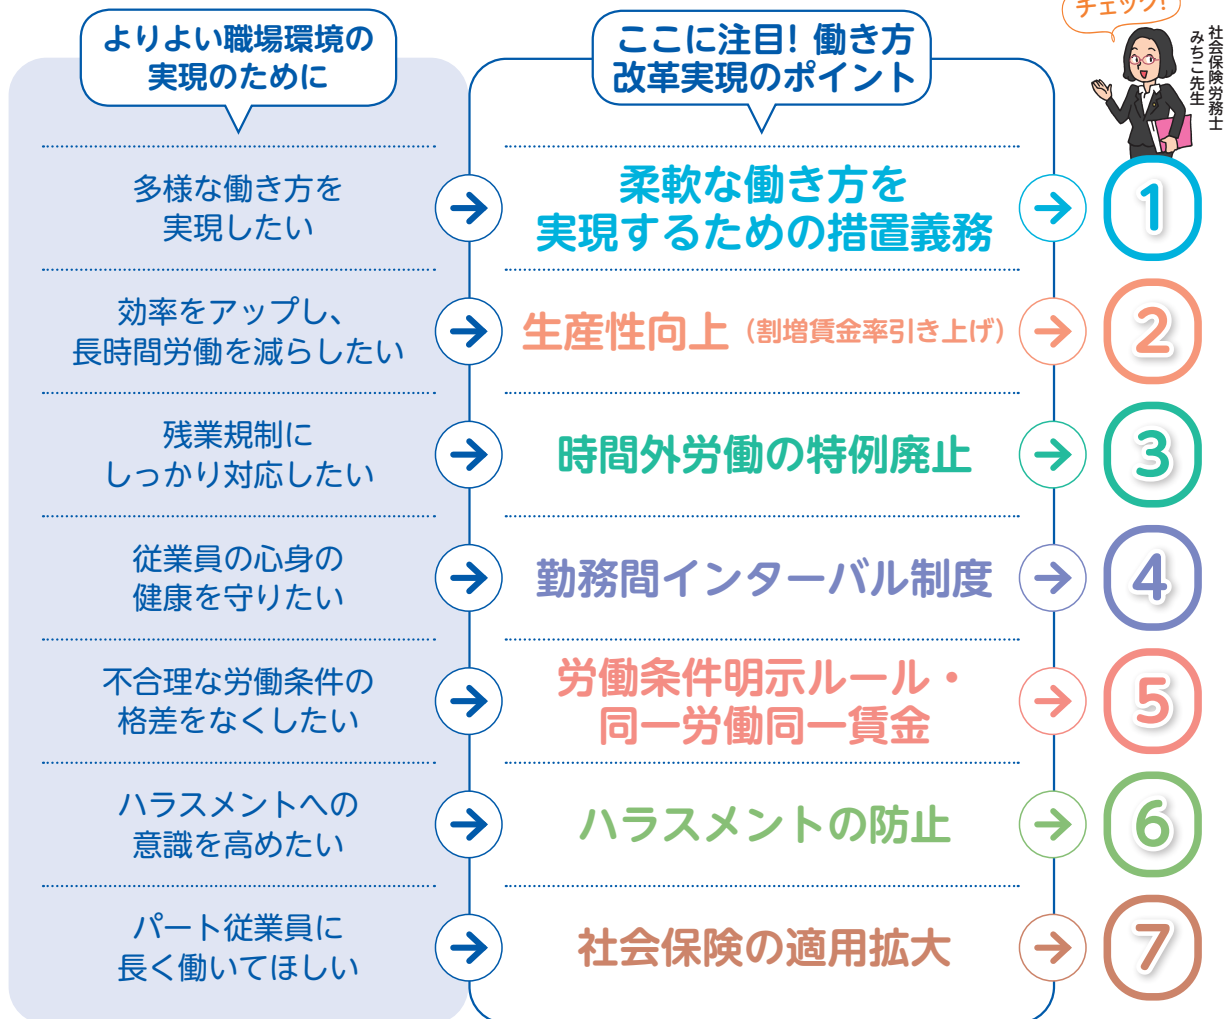 よりよい職場環境の
実現のために
ここに注目! 働き方
改革実現のポイント
チェック!
社会保険労務士
みちこ先生
多様な働き方を
実現したい
柔軟な働き方を
実現するための措置義務
1
効率をアップし、
長時間労働を減らしたい
生産性向上(割増賃金率引き上げ)
2
残業規制に
しっかり対応したい
時間外労働の特例廃止
3
従業員の心身の
健康を守りたい
勤務間インターバル制度
4
不合理な労働条件の
格差をなくしたい
労働条件明示ルール・
同一労働同一賃金
5
ハラスメントへの
意識を高めたい
ハラスメントの防止
6
パート従業員に
長く働いてほしい
社会保険の適用拡大
7